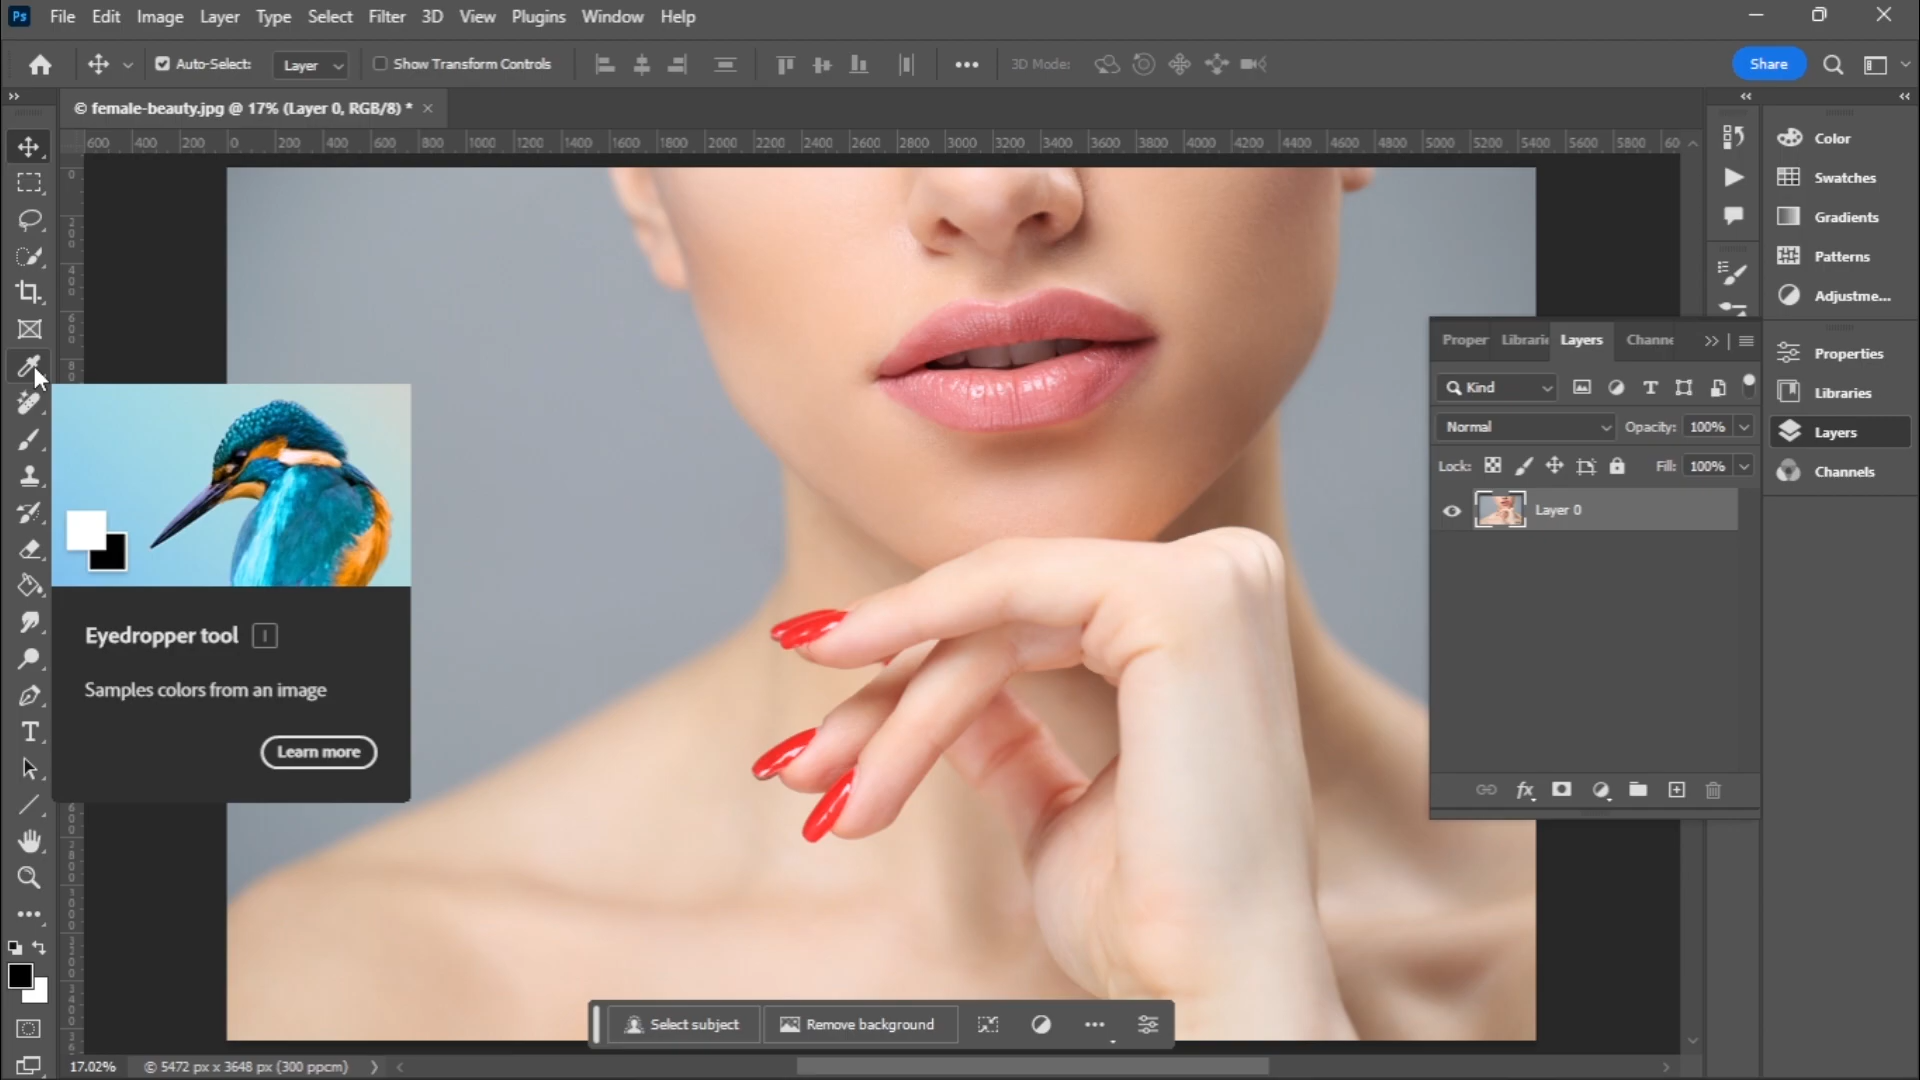 Ps File Edit Image Layer Type Select Filter 3D View Plugins Window Help
Auto-Select: Layer Show Transform Controls 3D Mode: Share
© female-beauty.jpg @ 17% (Layer 0, RGB/8) *
600 400 200 0 200 400 600 800 1000 1200 1400 1600 1800 2000 2200 2400 2600 2800 3000 3200 3400 3600 3800 4000 4200 4400 4600 4800 5000 5200 5400 5600 5800 60
Color
Swatches
Gradients
Patterns
Adjustme...
Properties
Libraries
Layers
Channels
Proper Librarie Layers Channe
Kind
Normal Opacity: 100%
Lock: Fill: 100%
Layer 0
Eyedropper tool I
Samples colors from an image
Learn more
Select subject Remove background
17.02% © 5472 px x 3648 px (300 ppcm)